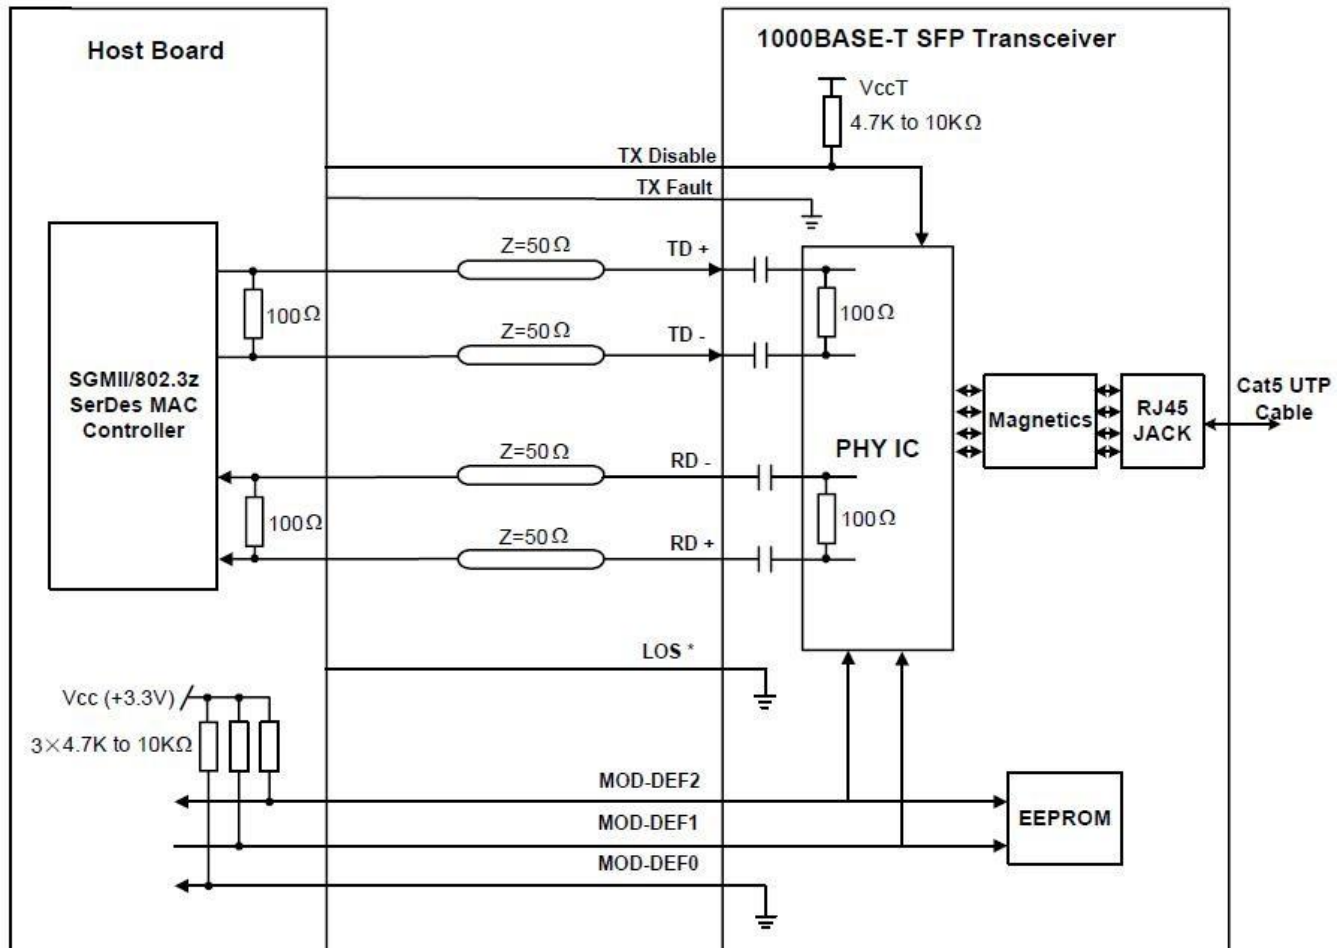 Host Board
1000BASE-T SFP Transceiver
VccT
4.7K to 10KΩ
TX Disable
TX Fault
Z=50Ω
TD +
100Ω
100Ω
Z=50Ω
TD -
SGMII/802.3z
SerDes MAC
Controller
Z=50Ω
RD -
PHY IC
Magnetics
RJ45
JACK
Cat5 UTP
Cable
100Ω
100Ω
Z=50Ω
RD +
LOS *
Vcc (+3.3V)
3×4.7K to 10KΩ
MOD-DEF2
MOD-DEF1
MOD-DEF0
EEPROM